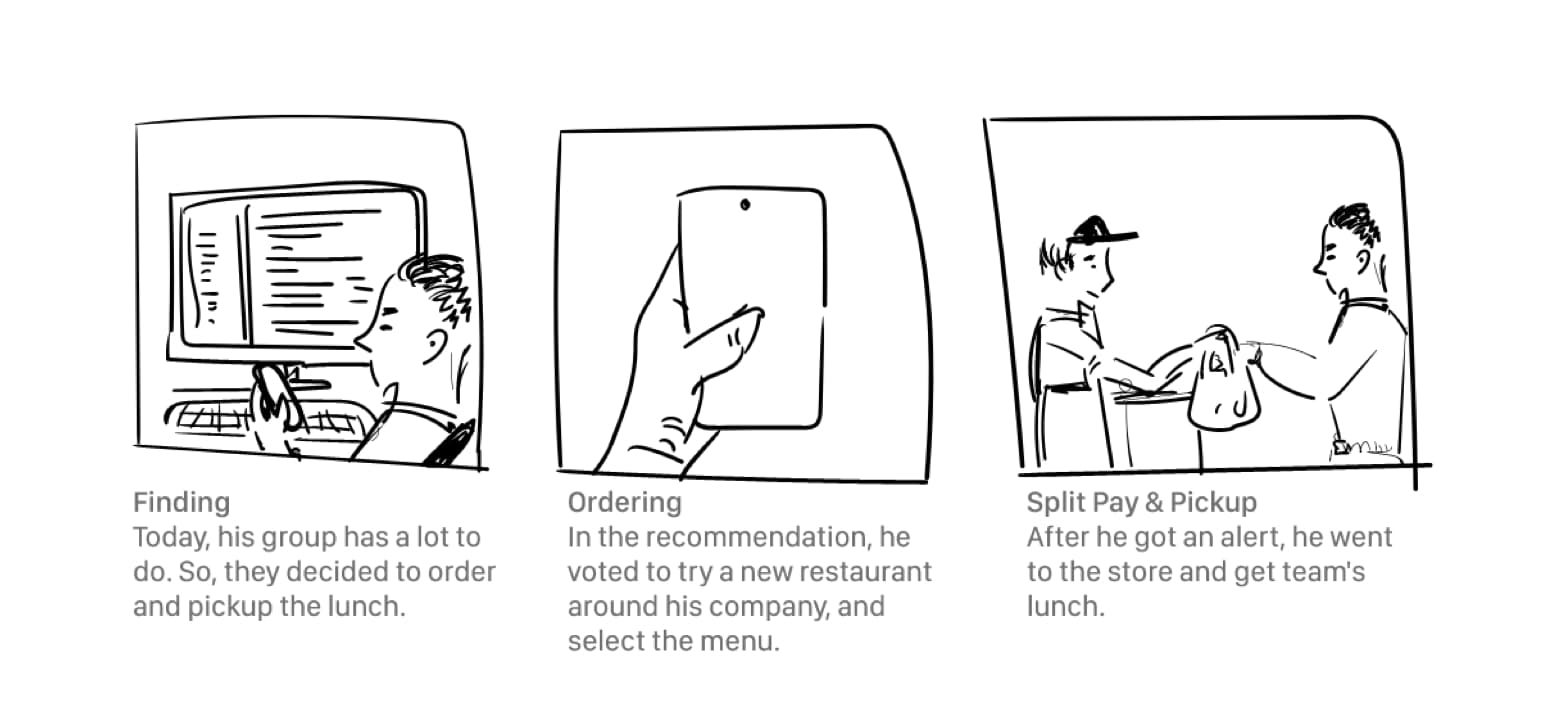 Finding
Today, his group has a lot to
do. So, they decided to order
and pickup the lunch.
Ordering
In the recommendation, he
voted to try a new restaurant
around his company, and
select the menu.
Split Pay & Pickup
After he got an alert, he went
to the store and get team's
lunch.